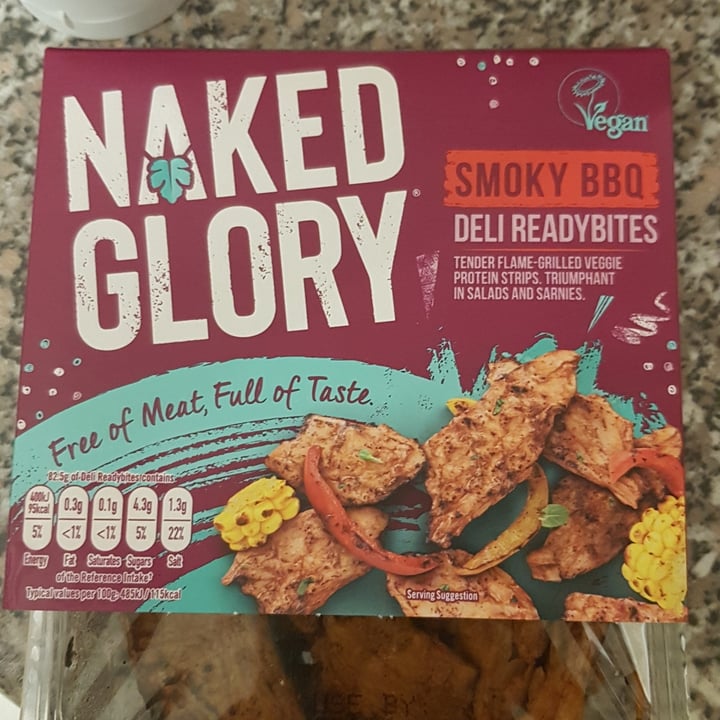 NAKED
GLORY®
Vegan
SMOKY BBQ
DELI READYBITES
TENDER FLAME-GRILLED VEGGIE
PROTEIN STRIPS. TRIUMPHANT
IN SALADS AND SARNIES.
Free of Meat, Full of Taste.
82.5g of Deli Readybites contains
400kJ 95kcal 5% Energy
0.3g <1% Fat
0.1g <1% Saturates
4.3g 5% Sugars
1.3g 22% Salt
of the Reference Intake*
Typical values per 100g: 485kJ/115kcal
Serving Suggestion
USE BY